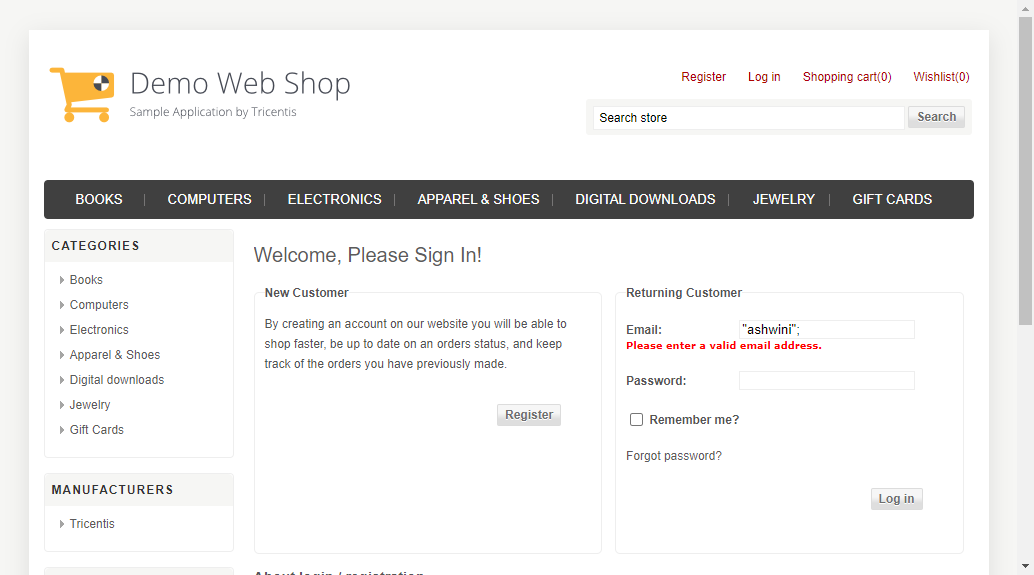 Demo Web Shop
Sample Application by Tricentis
Register Log in Shopping cart(0) Wishlist(0)
Search store Search
BOOKS COMPUTERS ELECTRONICS APPAREL & SHOES DIGITAL DOWNLOADS JEWELRY GIFT CARDS
CATEGORIES
Books
Computers
Electronics
Apparel & Shoes
Digital downloads
Jewelry
Gift Cards
MANUFACTURERS
Tricentis
Welcome, Please Sign In!
New Customer
By creating an account on our website you will be able to
shop faster, be up to date on an orders status, and keep
track of the orders you have previously made.
Register
Returning Customer
Email: "ashwini";
Please enter a valid email address.
Password:
Remember me?
Forgot password?
Log in
About login / registration